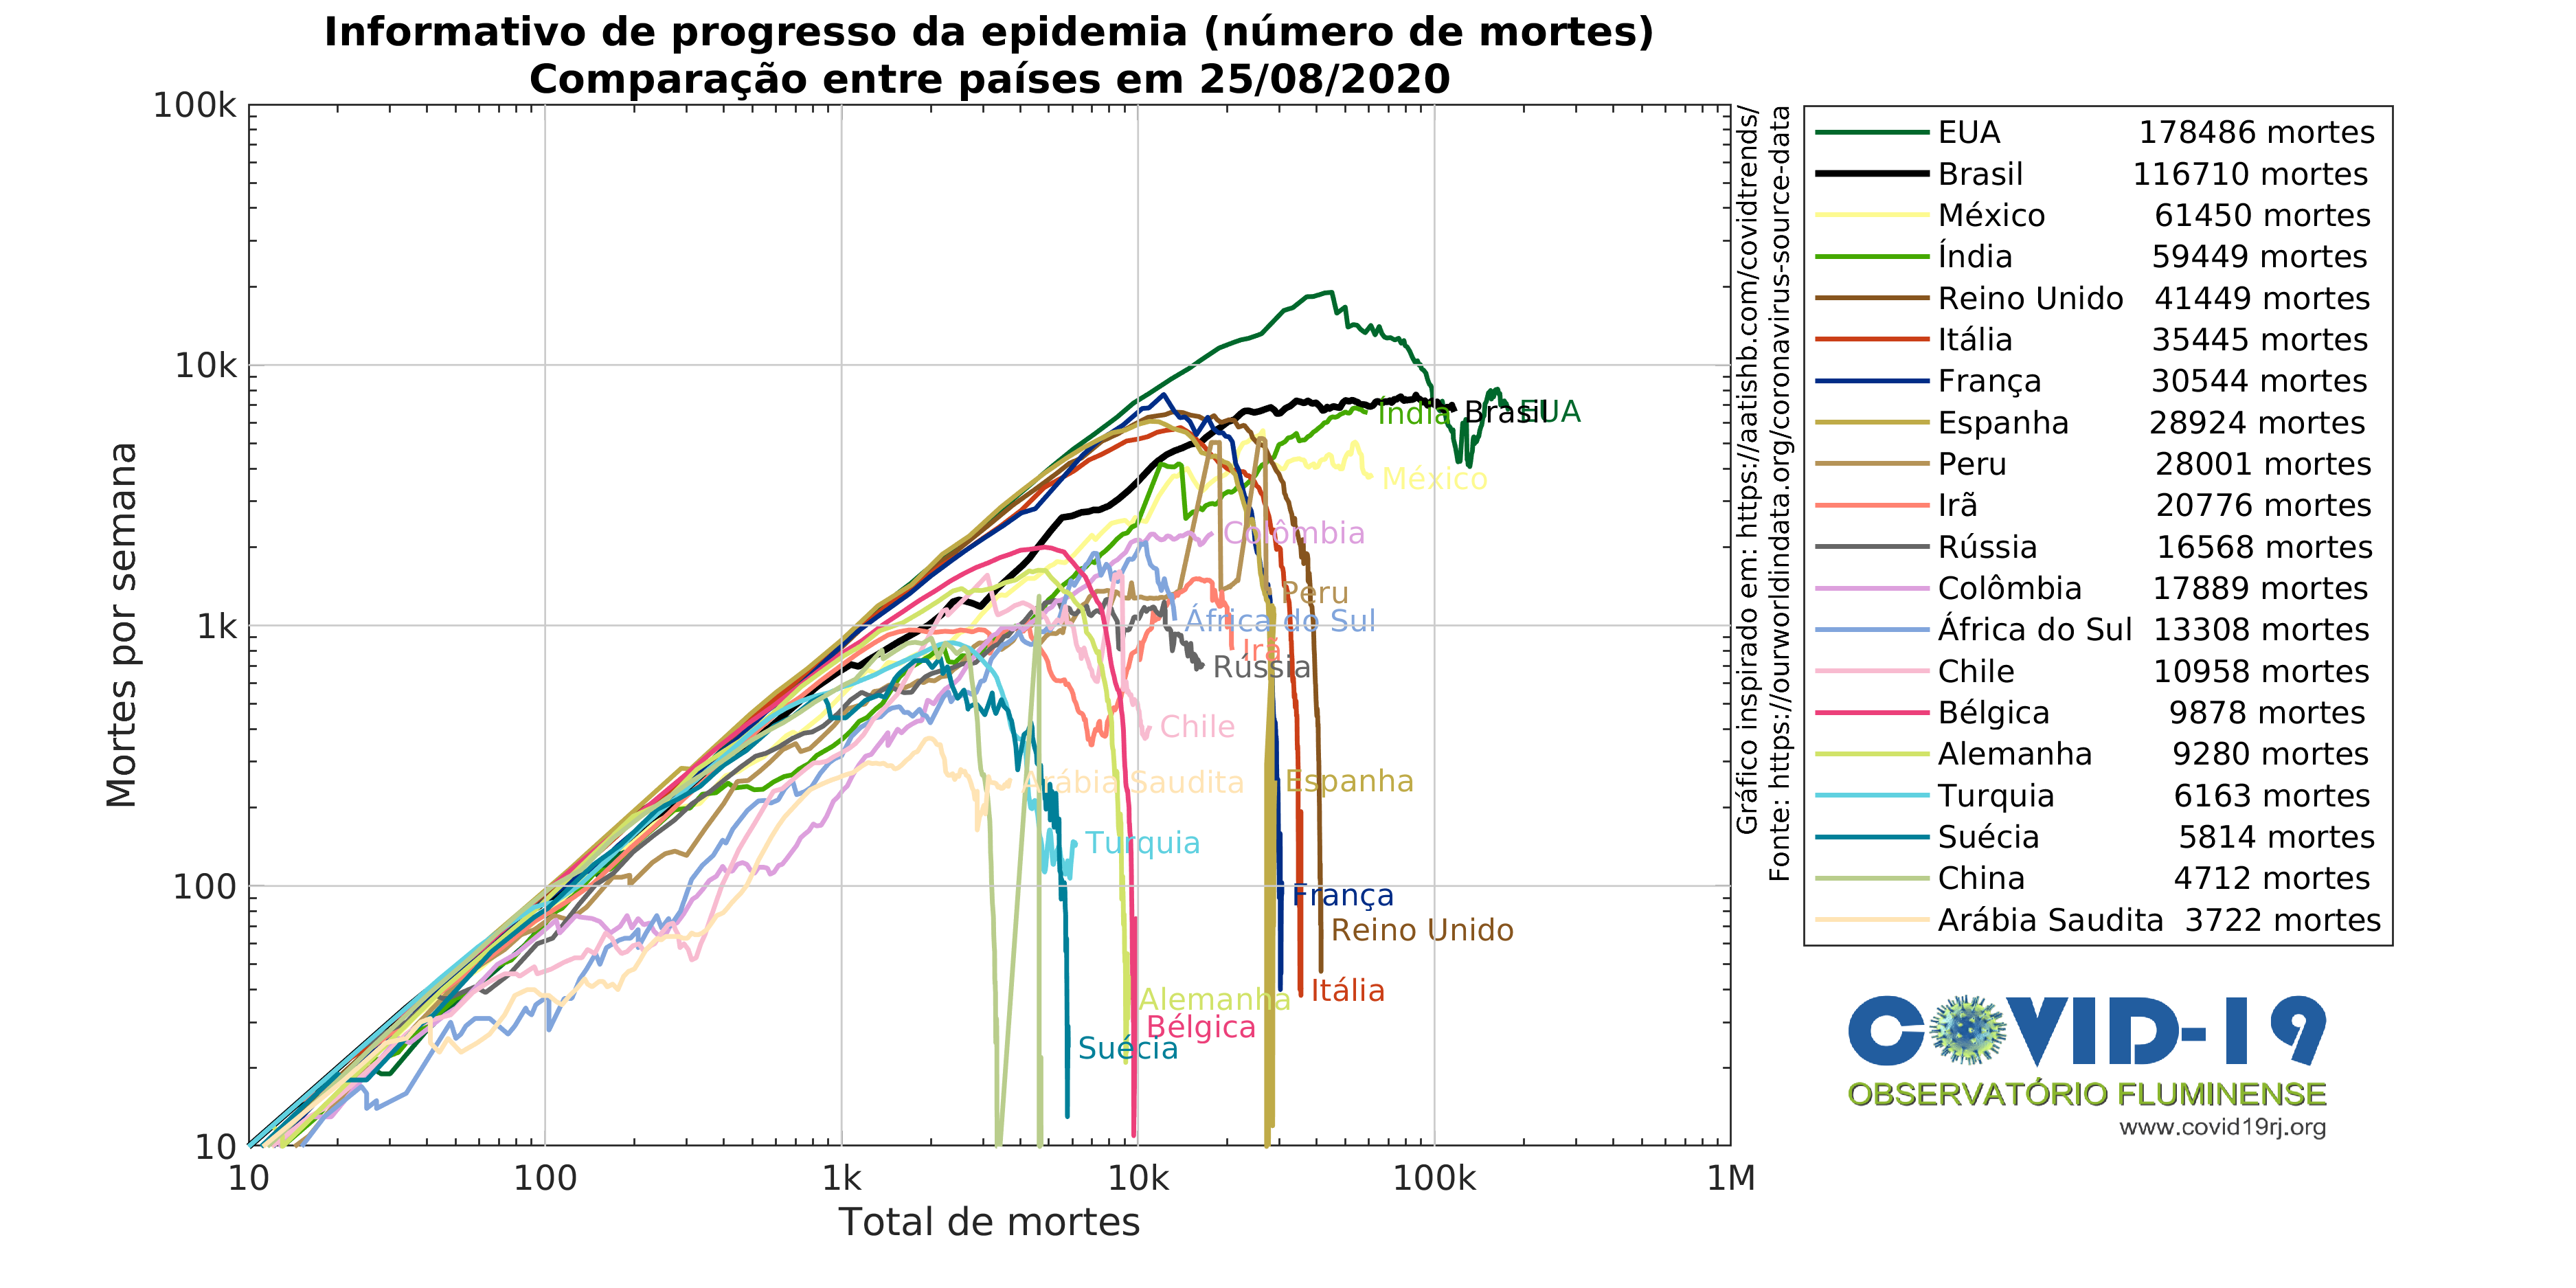 Informativo de progresso da epidemia (número de mortes)
Comparação entre países em 25/08/2020
100k
10k
1k
100
10
Mortes por semana
10
100
1k
10k
100k
1M
Total de mortes
EUA
Brasil
Índia
México
Colômbia
Peru
África do Sul
Irã
Rússia
Chile
Arábia Saudita
Espanha
Turquia
França
Reino Unido
Itália
Alemanha
Bélgica
Suécia
Gráfico inspirado em: https://aatishb.com/covidtrends/
Fonte: https://ourworldindata.org/coronavirus-source-data
EUA 178486 mortes
Brasil 116710 mortes
México 61450 mortes
Índia 59449 mortes
Reino Unido 41449 mortes
Itália 35445 mortes
França 30544 mortes
Espanha 28924 mortes
Peru 28001 mortes
Irã 20776 mortes
Rússia 16568 mortes
Colômbia 17889 mortes
África do Sul 13308 mortes
Chile 10958 mortes
Bélgica 9878 mortes
Alemanha 9280 mortes
Turquia 6163 mortes
Suécia 5814 mortes
China 4712 mortes
Arábia Saudita 3722 mortes
COVID-19
OBSERVATÓRIO FLUMINENSE
www.covid19rj.org